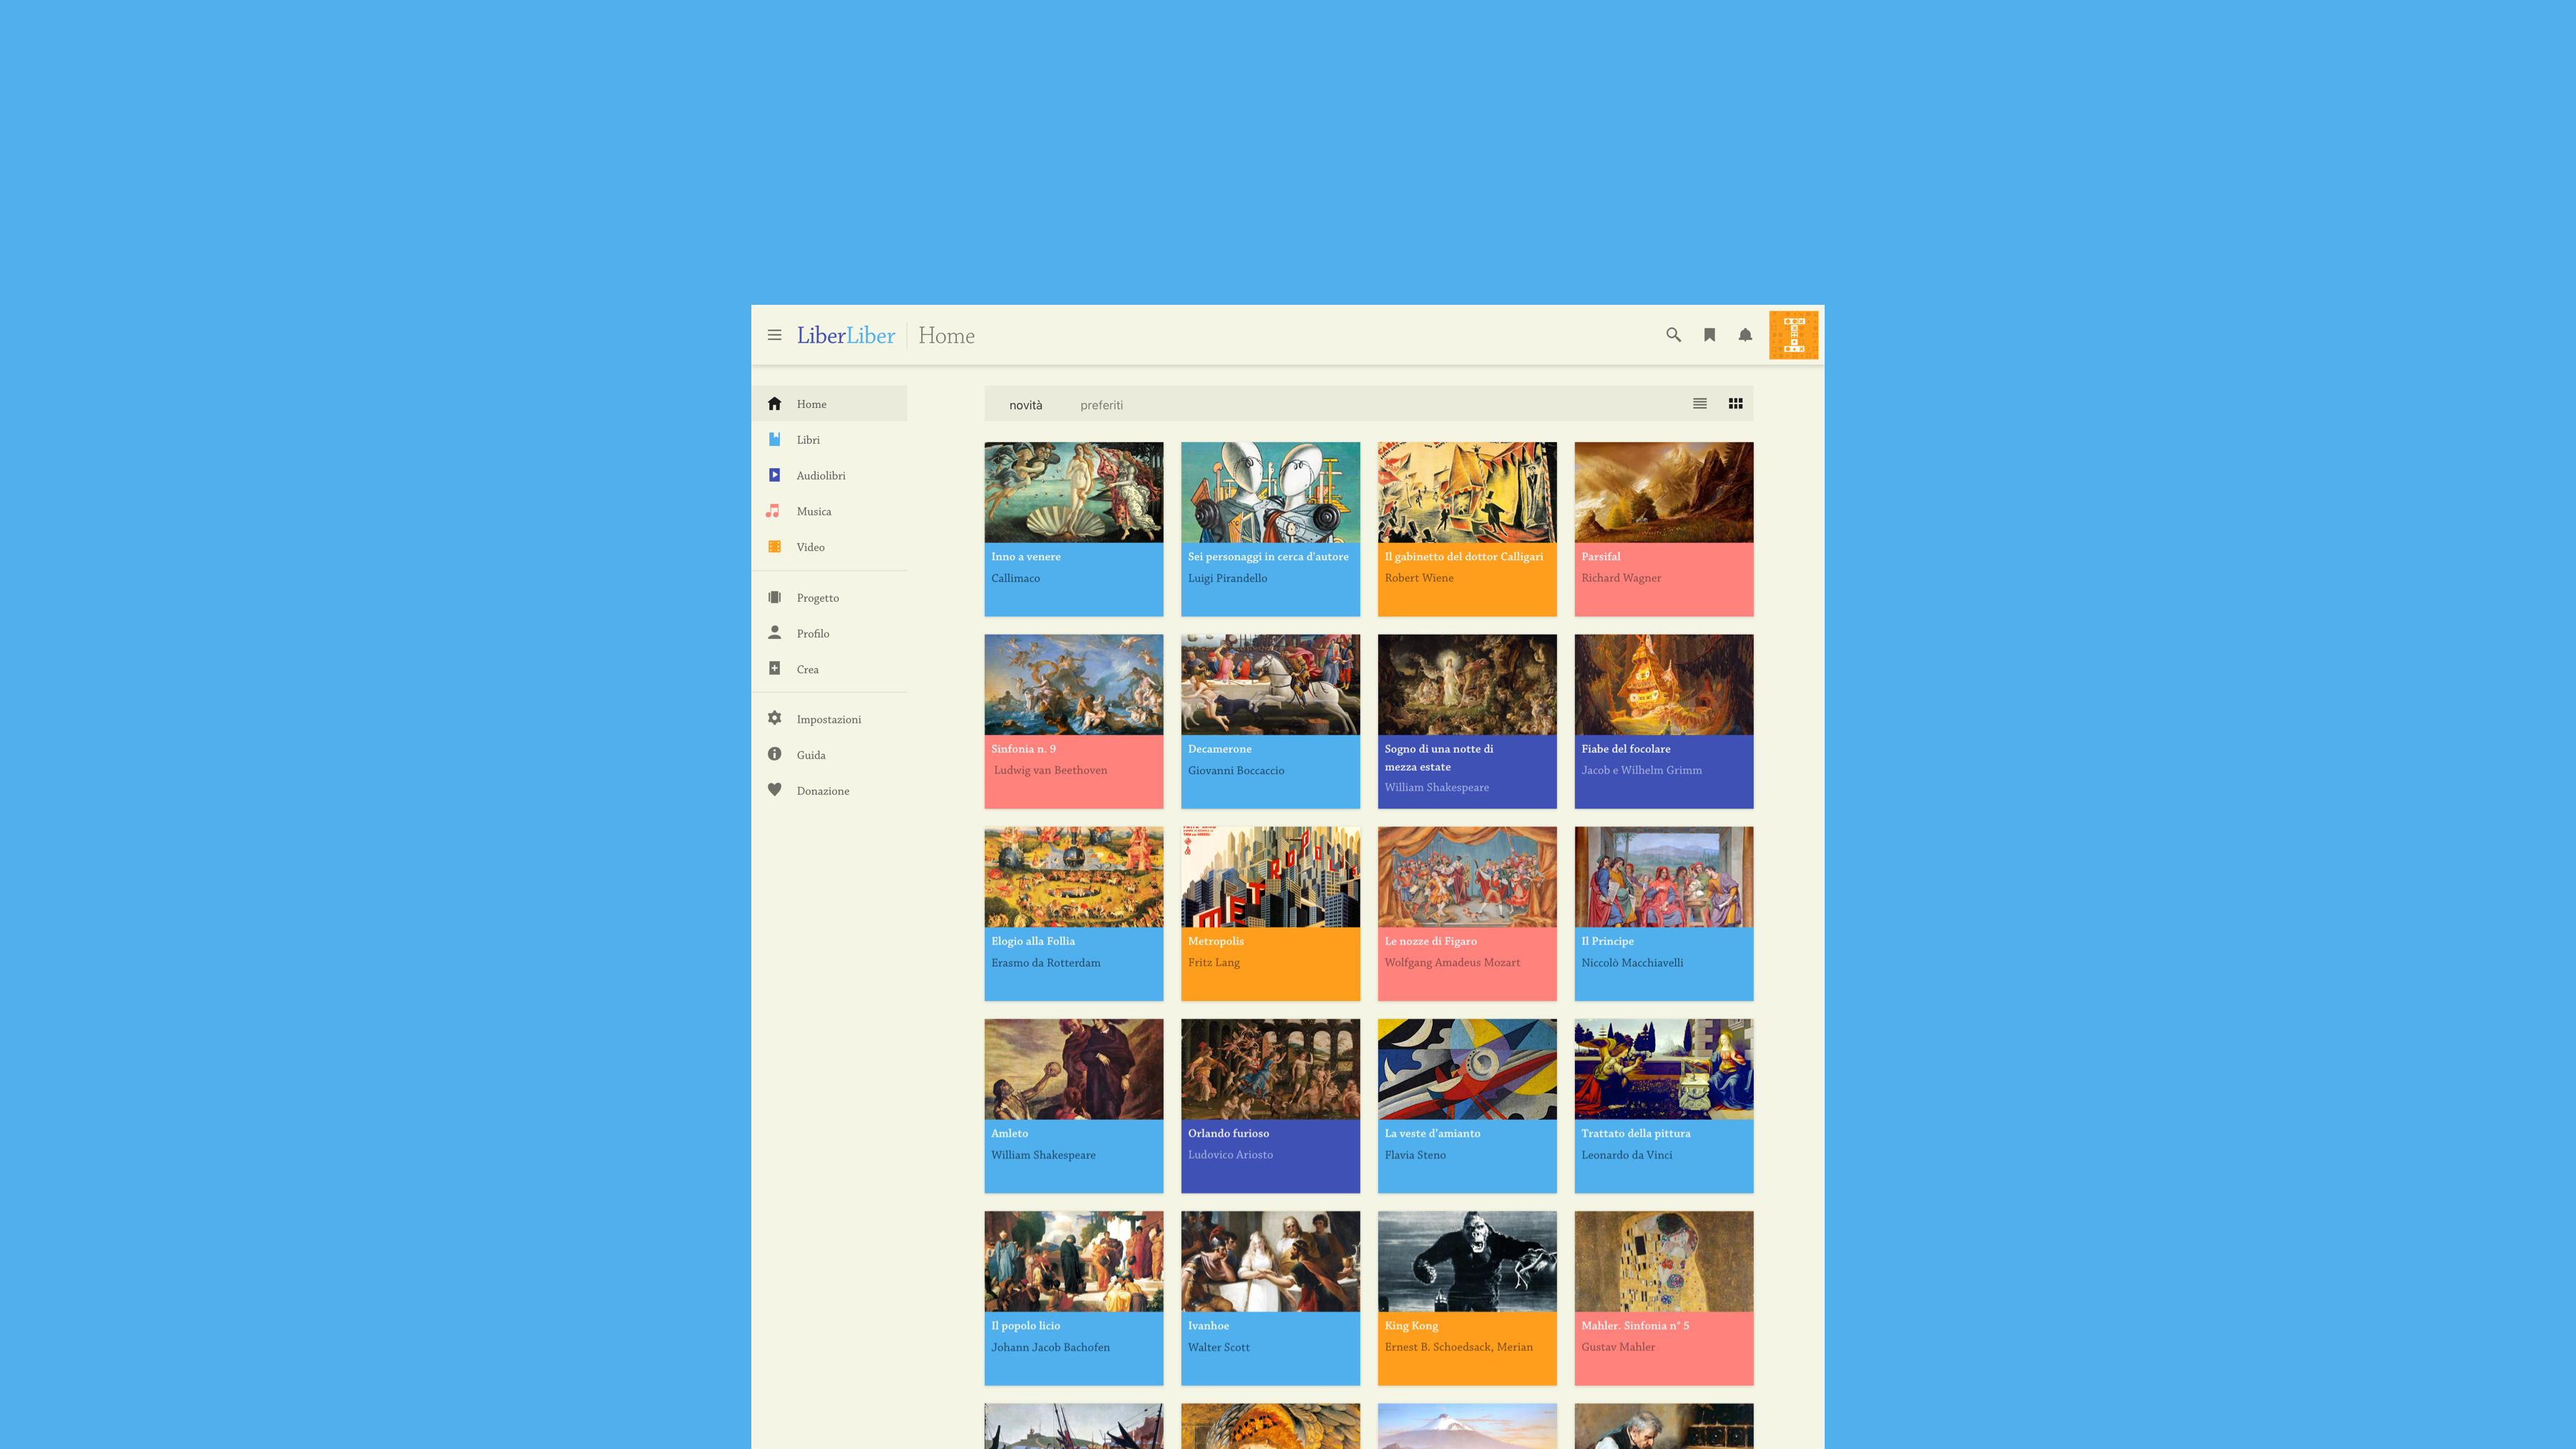 LiberLiber Home
Home
Libri
Audiolibri
Musica
Video
Progetto
Profilo
Crea
Impostazioni
Guida
Donazione
novità preferiti
Inno a venere
Callimaco
Sei personaggi in cerca d'autore
Luigi Pirandello
Il gabinetto del dottor Calligari
Robert Wiene
Parsifal
Richard Wagner
Sinfonia n. 9
Ludwig van Beethoven
Decamerone
Giovanni Boccaccio
Sogno di una notte di
mezza estate
William Shakespeare
Fiabe del focolare
Jacob e Wilhelm Grimm
Elogio alla Follia
Erasmo da Rotterdam
METROPOLIS
Metropolis
Fritz Lang
Le nozze di Figaro
Wolfgang Amadeus Mozart
Il Principe
Niccolò Macchiavelli
Amleto
William Shakespeare
Orlando furioso
Ludovico Ariosto
La veste d’amianto
Flavia Steno
Trattato della pittura
Leonardo da Vinci
Il popolo licio
Johann Jacob Bachofen
Ivanhoe
Walter Scott
King Kong
Ernest B. Schoedsack, Merian
Mahler. Sinfonia n° 5
Gustav Mahler